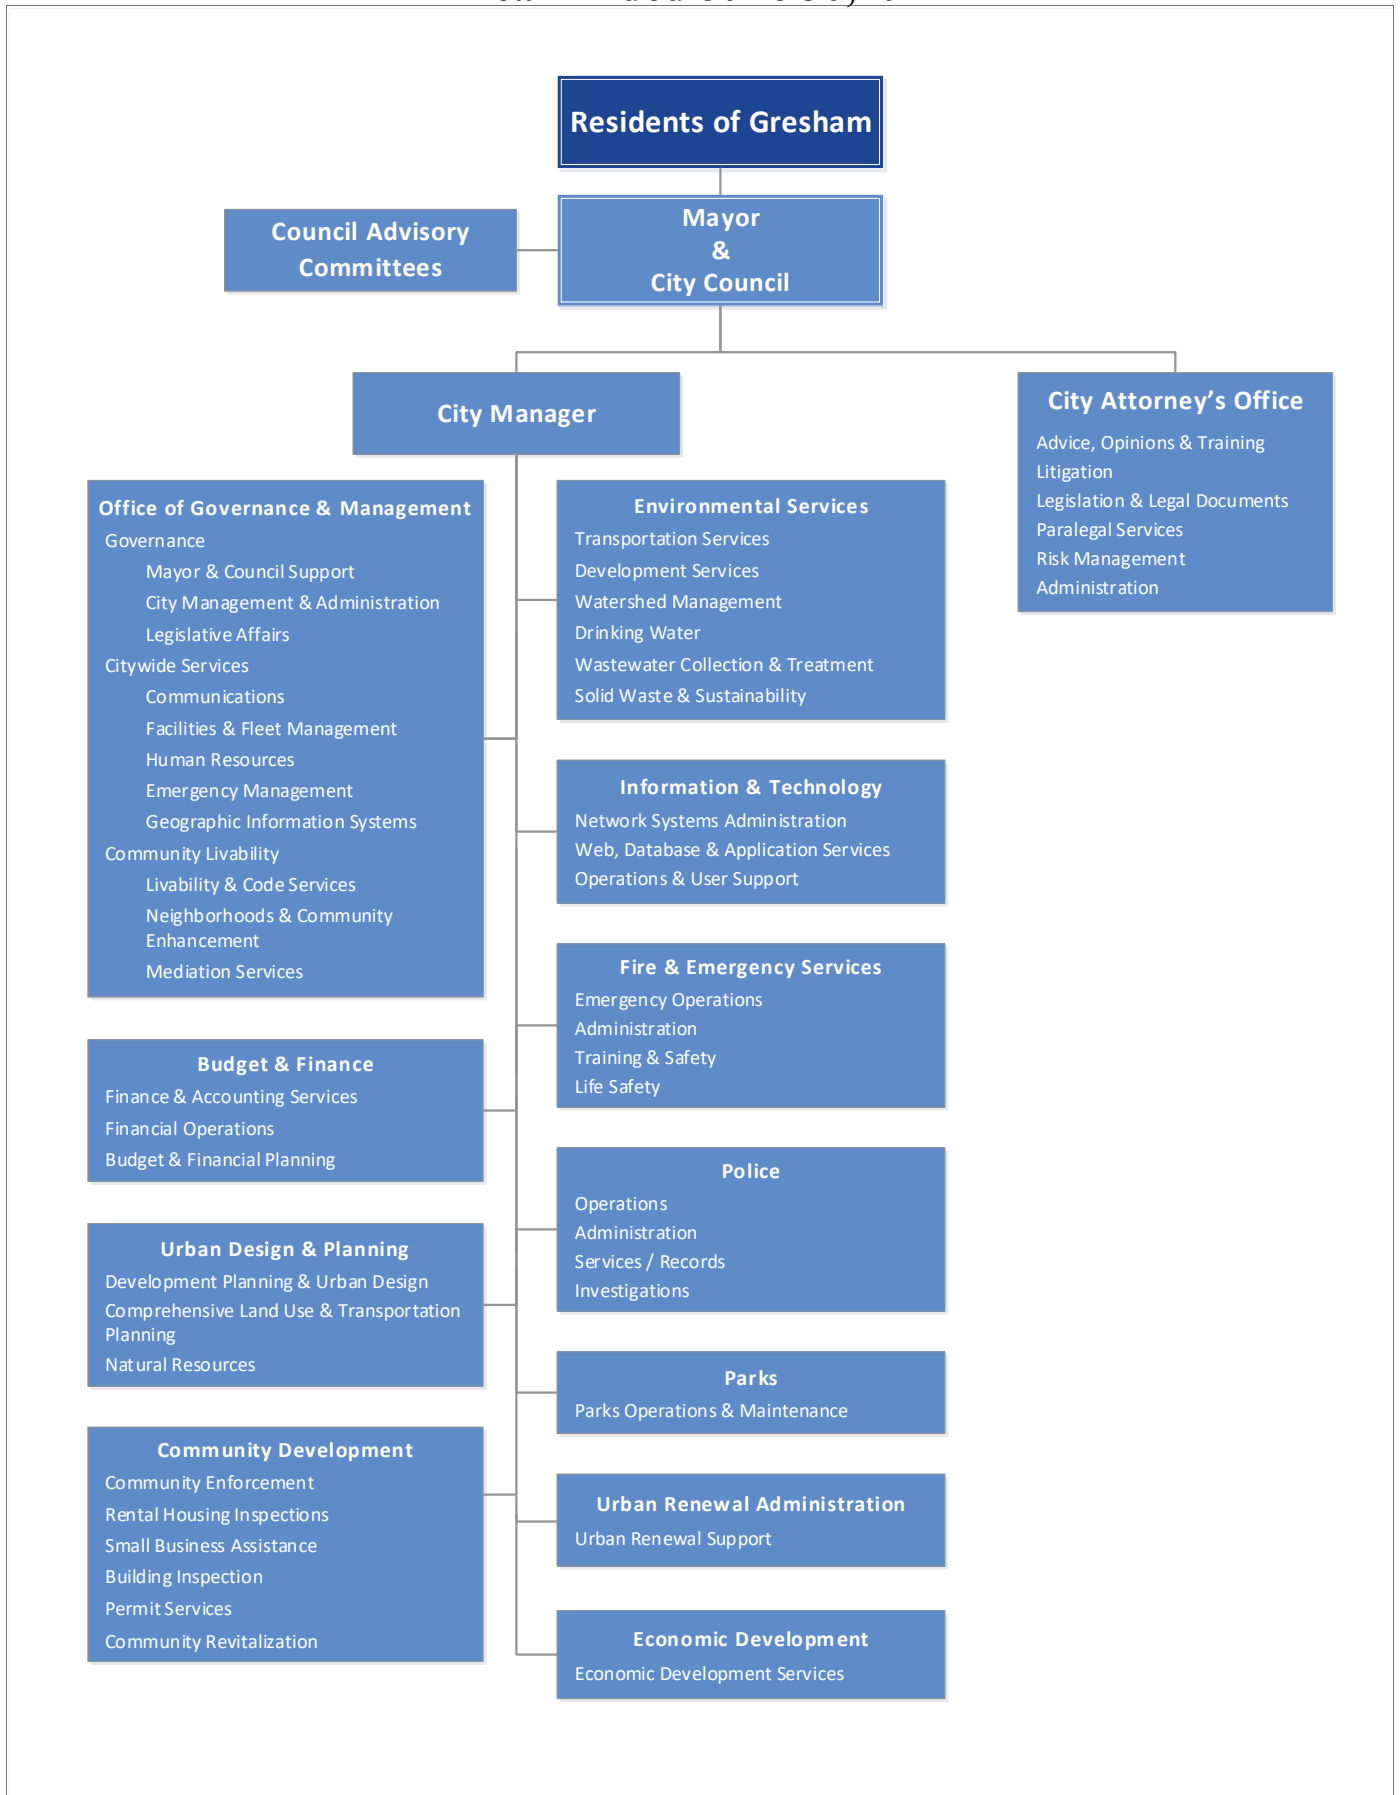 Residents of Gresham
Council Advisory
Committees
Mayor
&
City Council
City Manager
City Attorney’s Office
Advice, Opinions & Training
Litigation
Legislation & Legal Documents
Paralegal Services
Risk Management
Administration
Office of Governance & Management
Governance
Mayor & Council Support
City Management & Administration
Legislative Affairs
Citywide Services
Communications
Facilities & Fleet Management
Human Resources
Emergency Management
Geographic Information Systems
Community Livability
Livability & Code Services
Neighborhoods & Community
Enhancement
Mediation Services
Budget & Finance
Finance & Accounting Services
Financial Operations
Budget & Financial Planning
Urban Design & Planning
Development Planning & Urban Design
Comprehensive Land Use & Transportation
Planning
Natural Resources
Community Development
Community Enforcement
Rental Housing Inspections
Small Business Assistance
Building Inspection
Permit Services
Community Revitalization
Environmental Services
Transportation Services
Development Services
Watershed Management
Drinking Water
Wastewater Collection & Treatment
Solid Waste & Sustainability
Information & Technology
Network Systems Administration
Web, Database & Application Services
Operations & User Support
Fire & Emergency Services
Emergency Operations
Administration
Training & Safety
Life Safety
Police
Operations
Administration
Services / Records
Investigations
Parks
Parks Operations & Maintenance
Urban Renewal Administration
Urban Renewal Support
Economic Development
Economic Development Services